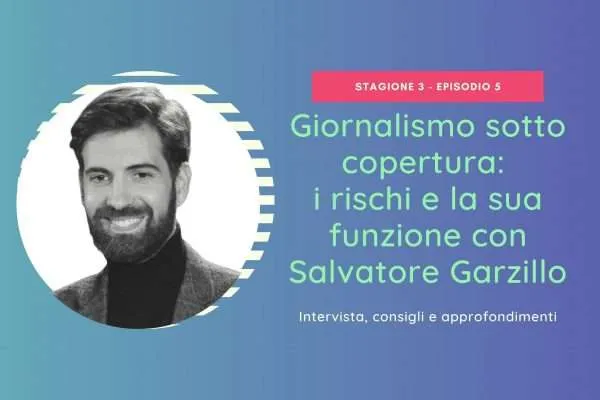 STAGIONE 3 - EPISODIO 5
Giornalismo sotto
copertura:
i rischi e la sua
funzione con
Salvatore Garzillo
Intervista, consigli e approfondimenti